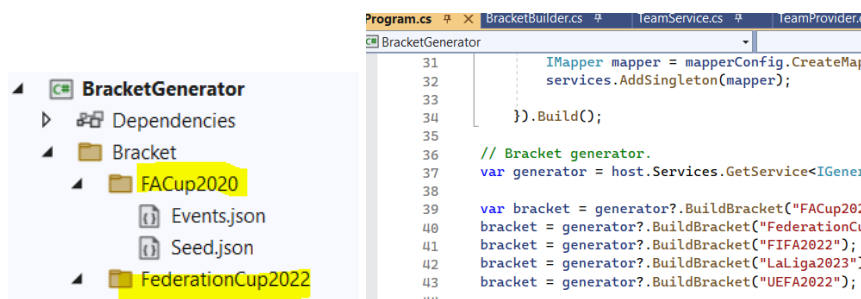 BracketGenerator
Dependencies
Bracket
FACup2020
Events.json
Seed.json
FederationCup2022
Program.cs BracketBuilder.cs TeamService.cs TeamProvider.
BracketGenerator
31 IMapper mapper = mapperConfig.CreateMap
32 services.AddSingleton(mapper);
33
34 }).Build();
35
36 // Bracket generator.
37 var generator = host.Services.GetService<IGener
38
39 var bracket = generator?.BuildBracket("FACup202
40 bracket = generator?.BuildBracket("FederationCu
41 bracket = generator?.BuildBracket("FIFA2022");
42 bracket = generator?.BuildBracket("LaLiga2023")
43 bracket = generator?.BuildBracket("UEFA2022");